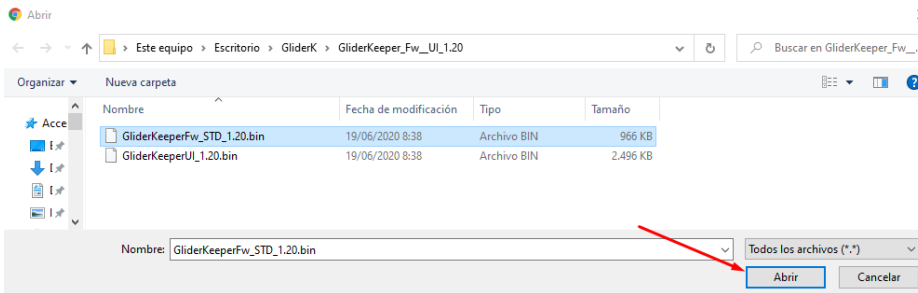 Abrir
Este equipo > Escritorio > GliderK > GliderKeeper_Fw__UI_1.20
Buscar en GliderKeeper_Fw__
Organizar
Nueva carpeta
Nombre Fecha de modificación Tipo Tamaño
Acce
GliderKeeperFw_STD_1.20.bin 19/06/2020 8:38 Archivo BIN 966 KB
GliderKeeperUI_1.20.bin 19/06/2020 8:38 Archivo BIN 2.496 KB
Nombre: GliderKeeperFw_STD_1.20.bin Todos los archivos (*.*)
Abrir Cancelar